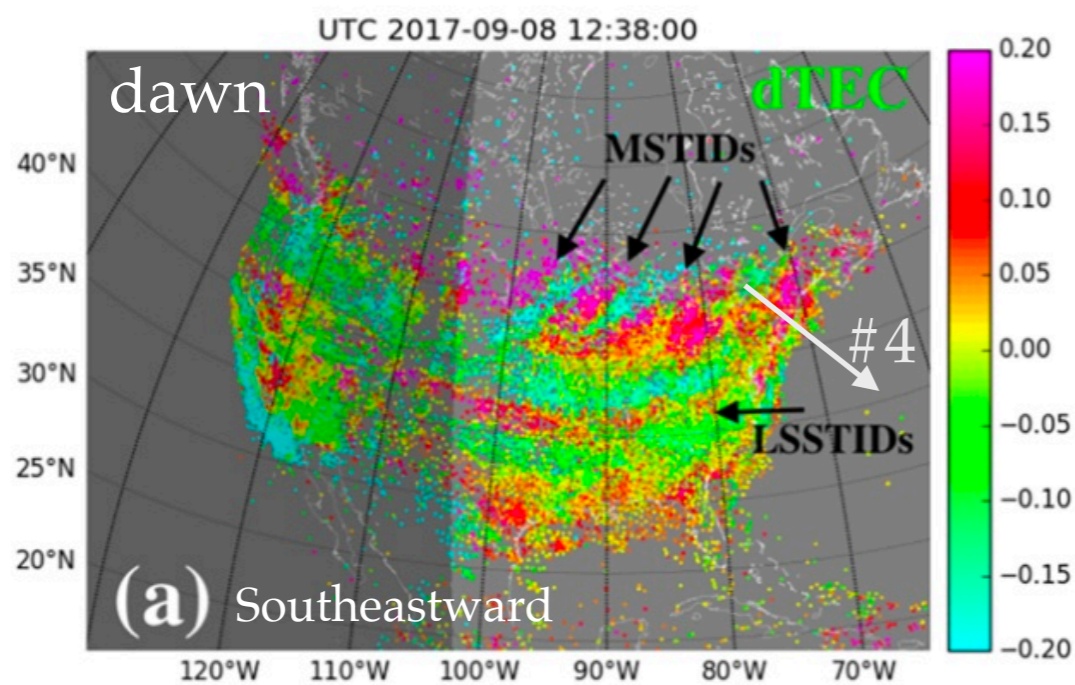 UTC 2017-09-08 12:38:00
dawn
dTEC
MSTIDs
#4
LSSTIDs
(a) Southeastward
40°N
35°N
30°N
25°N
20°N
120°W 110°W 100°W 90°W 80°W 70°W
0.20
0.15
0.10
0.05
0.00
−0.05
−0.10
−0.15
−0.20